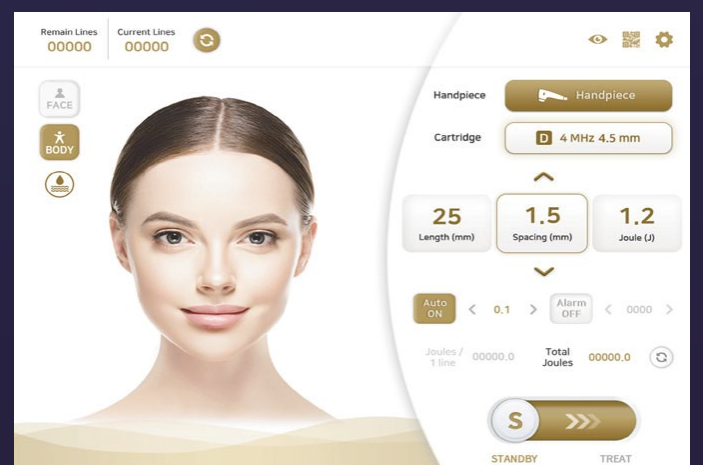 Remain Lines
00000
Current Lines
00000
FACE
BODY
Handpiece
Handpiece
Cartridge
D 4 MHz 4.5 mm
25
Length (mm)
1.5
Spacing (mm)
1.2
Joule (J)
Auto
ON
0.1
Alarm
OFF
0000
Joules /
1 line
00000.0
Total
Joules
00000.0
S
STANDBY
TREAT